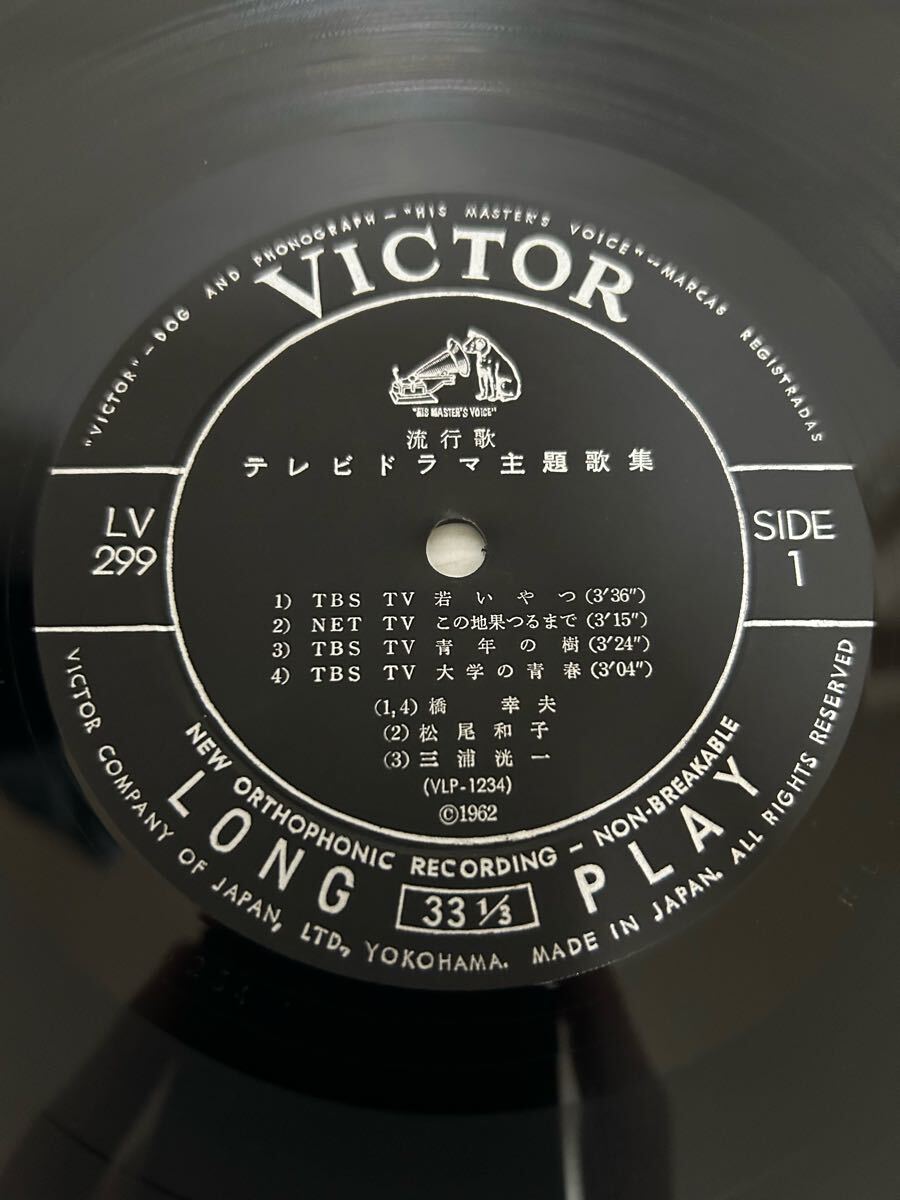 "VICTOR" – DOG AND PHONOGRAPH – "HIS MASTER'S VOICE" – MARCAS REGISTRADAS
VICTOR
"HIS MASTER'S VOICE"
流行歌
テレビドラマ主題歌集
LV
299
SIDE
1
1) TBS TV 若いやつ (3′36″)
2) NET TV この地果つるまで (3′15″)
3) TBS TV 青年の樹 (3′24″)
4) TBS TV 大学の青春 (3′04″)
(1,4) 橋 幸夫
(2) 松尾和子
(3) 三浦洸一
(VLP-1234)
©1962
NEW ORTHOPHONIC RECORDING – NON-BREAKABLE
LONG PLAY
33 1/3
VICTOR COMPANY OF JAPAN, LTD., YOKOHAMA. MADE IN JAPAN. ALL RIGHTS RESERVED